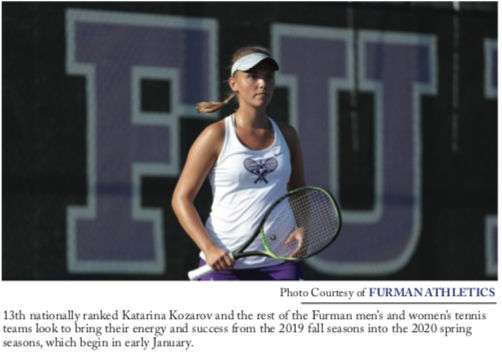 FU
Photo Courtesy of FURMAN ATHLETICS
13th nationally ranked Katarina Kozarov and the rest of the Furman men's and women's tennis
teams look to bring their energy and success from the 2019 fall seasons into the 2020 spring
seasons, which begin in early January.